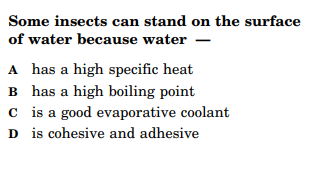 Some insects can stand on the surface
of water because water —
A has a high specific heat
B has a high boiling point
C is a good evaporative coolant
D is cohesive and adhesive